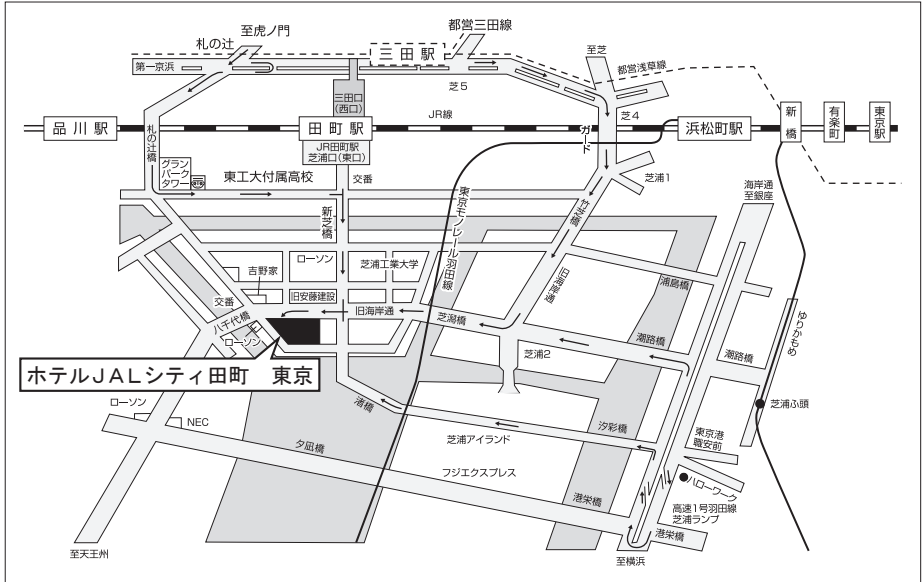 至虎ノ門
札の辻
都営三田線
三田駅
至芝
第一京浜
芝5
都営浅草線
三田口
(西口)
JR線
芝4
品川駅
田町駅
ガード
浜松町駅
新橋
有楽町
東京駅
札の辻橋
JR田町駅
芝浦口(東口)
グラン
パーク
タワー
東工大付属高校
交番
芝浦1
海岸通
至銀座
新芝橋
東京モノレール羽田線
竹芝橋
ローソン
芝浦工業大学
旧海岸通
浦島橋
吉野家
旧安藤建設
交番
旧海岸通
芝潟橋
ゆりかもめ
八千代橋
ローソン
芝浦2
潮路橋
潮路橋
ホテルJALシティ田町 東京
ローソン
渚橋
芝浦ふ頭
NEC
汐彩橋
芝浦アイランド
東京港
職安前
夕凪橋
フジエクスプレス
ハローワーク
港栄橋
高速1号羽田線
芝浦ランプ
港栄橋
至天王州
至横浜